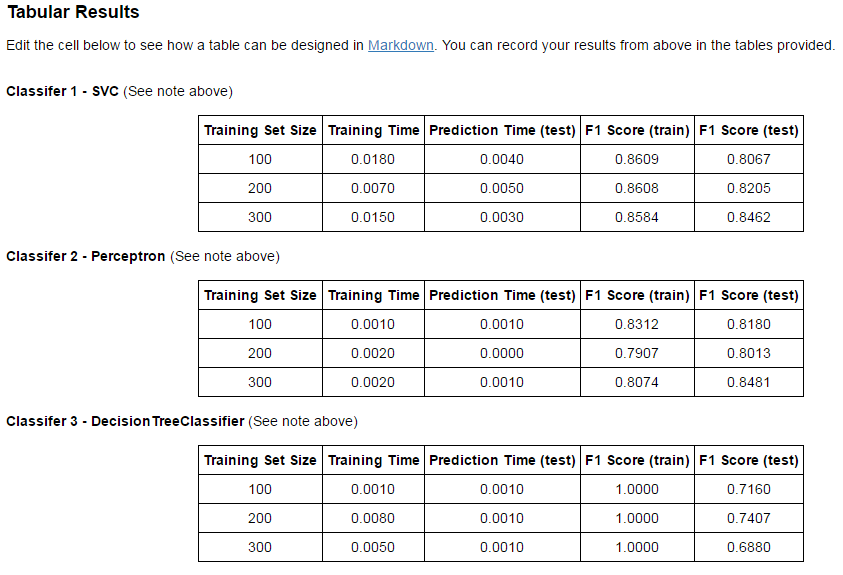 Tabular Results
Edit the cell below to see how a table can be designed in Markdown. You can record your results from above in the tables provided.
Classifer 1 - SVC (See note above)
Training Set Size Training Time Prediction Time (test) F1 Score (train) F1 Score (test)
100 0.0180 0.0040 0.8609 0.8067
200 0.0070 0.0050 0.8608 0.8205
300 0.0150 0.0030 0.8584 0.8462
Classifer 2 - Perceptron (See note above)
Training Set Size Training Time Prediction Time (test) F1 Score (train) F1 Score (test)
100 0.0010 0.0010 0.8312 0.8180
200 0.0020 0.0000 0.7907 0.8013
300 0.0020 0.0010 0.8074 0.8481
Classifer 3 - DecisionTreeClassifier (See note above)
Training Set Size Training Time Prediction Time (test) F1 Score (train) F1 Score (test)
100 0.0010 0.0010 1.0000 0.7160
200 0.0080 0.0010 1.0000 0.7407
300 0.0050 0.0010 1.0000 0.6880